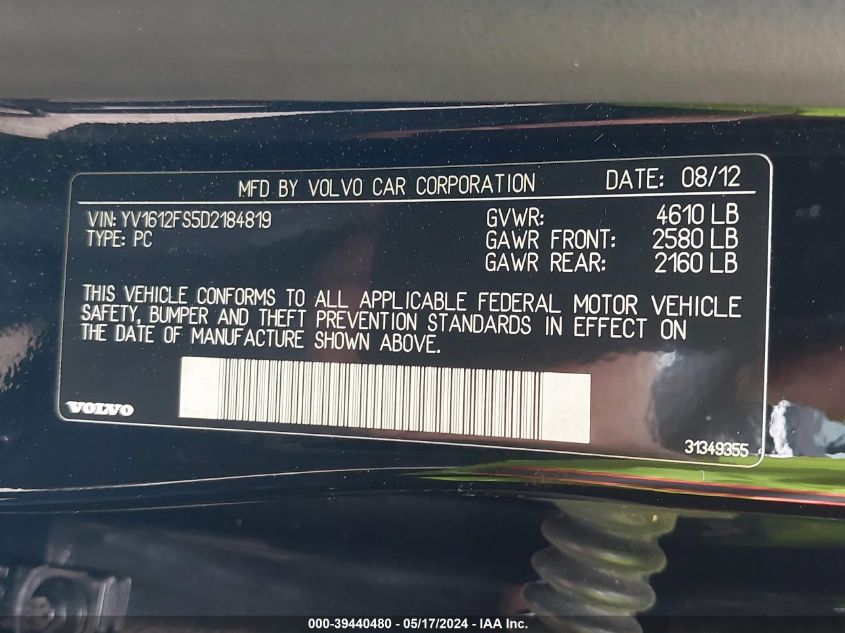 MFD BY VOLVO CAR CORPORATION DATE: 08/12
VIN: YV1612FS5D2184819 GVWR: 4610 LB
TYPE: PC GAWR FRONT: 2580 LB
GAWR REAR: 2160 LB
THIS VEHICLE CONFORMS TO ALL APPLICABLE FEDERAL MOTOR VEHICLE
SAFETY, BUMPER AND THEFT PREVENTION STANDARDS IN EFFECT ON
THE DATE OF MANUFACTURE SHOWN ABOVE.
VOLVO
31349355
000-39440480 - 05/17/2024 - IAA Inc.